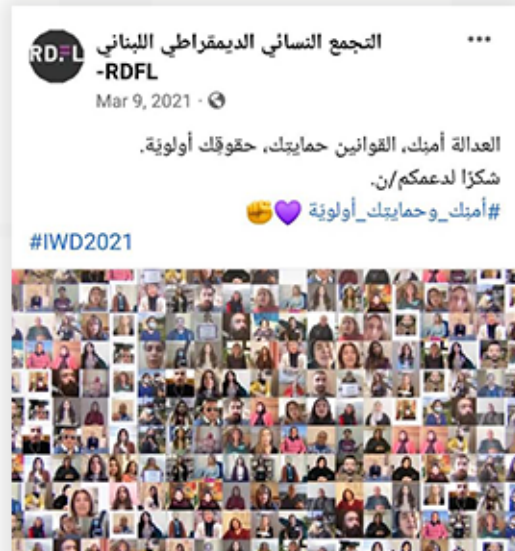 RDFL
التجمع النسائي الديمقراطي اللبناني
-RDFL
Mar 9, 2021
العدالة أمنِك، القوانين حمايتِك، حقوقِك أولويّة.
شكرًا لدعمكم/ن.
#أمنِك_وحمايتِك_أولويّة 💜✊
#IWD2021